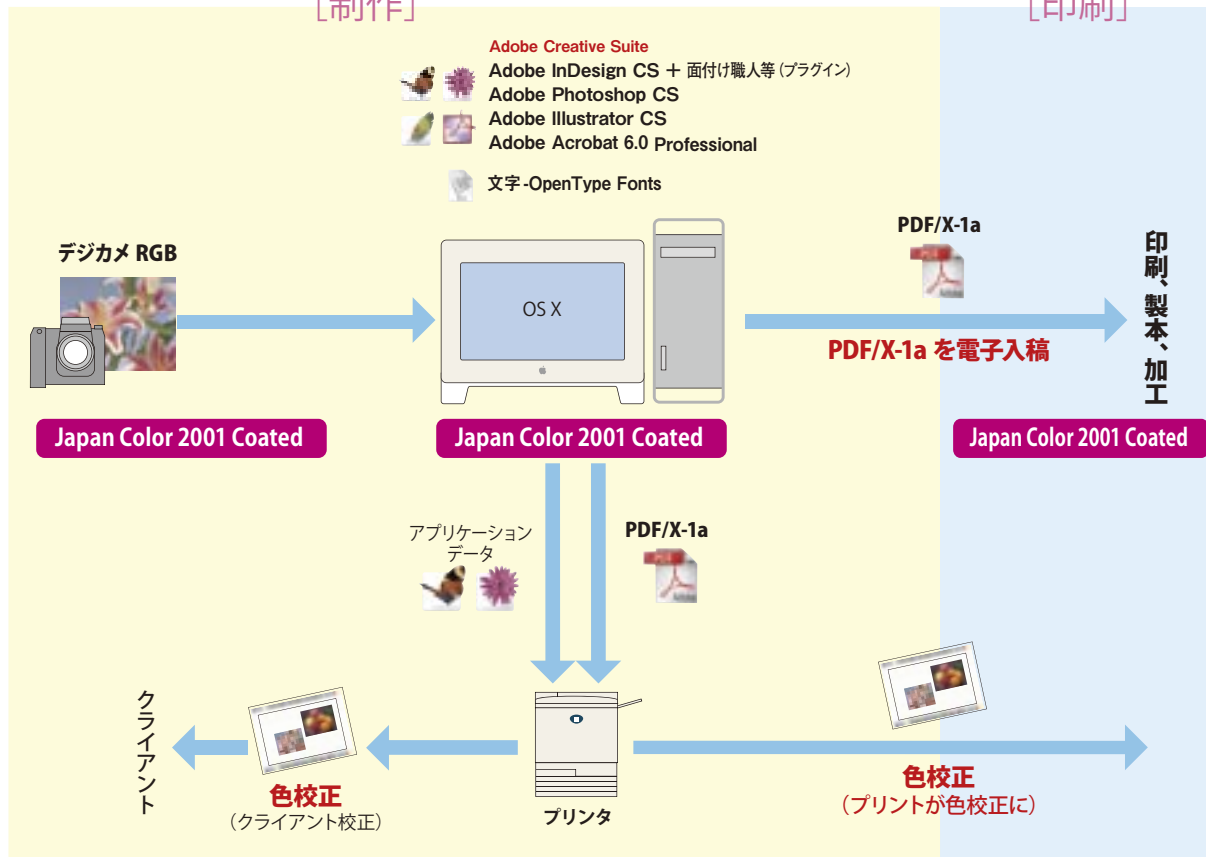 ［制作］
［印刷］
Adobe Creative Suite
Adobe InDesign CS ＋ 面付け職人等（プラグイン）
Adobe Photoshop CS
Adobe Illustrator CS
Adobe Acrobat 6.0 Professional
文字-OpenType Fonts
デジカメ RGB
OS X
PDF/X-1a
PDF/X-1a を電子入稿
印刷、製本、加工
Japan Color 2001 Coated
Japan Color 2001 Coated
Japan Color 2001 Coated
アプリケーション
データ
PDF/X-1a
クライアント
色校正
（クライアント校正）
プリンタ
色校正
（プリントが色校正に）